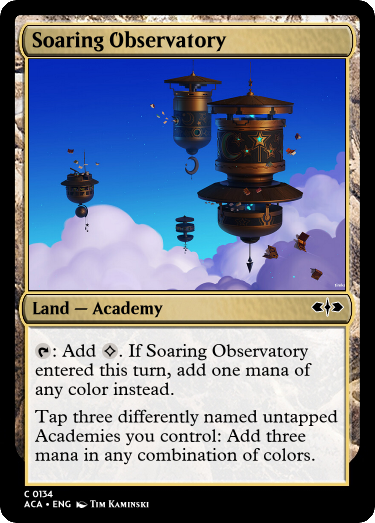 Soaring Observatory
Land — Academy
: Add . If Soaring Observatory
entered this turn, add one mana of
any color instead.
Tap three differently named untapped
Academies you control: Add three
mana in any combination of colors.
C 0134
ACA • ENG Tim Kaminski